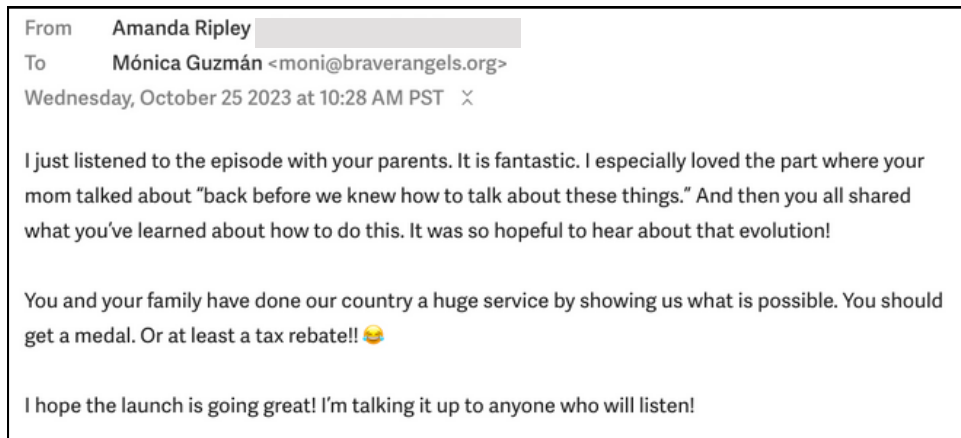 From Amanda Ripley
To Mónica Guzmán <moni@braverangels.org>
Wednesday, October 25 2023 at 10:28 AM PST
I just listened to the episode with your parents. It is fantastic. I especially loved the part where your
mom talked about “back before we knew how to talk about these things.” And then you all shared
what you’ve learned about how to do this. It was so hopeful to hear about that evolution!
You and your family have done our country a huge service by showing us what is possible. You should
get a medal. Or at least a tax rebate!! 😂
I hope the launch is going great! I’m talking it up to anyone who will listen!